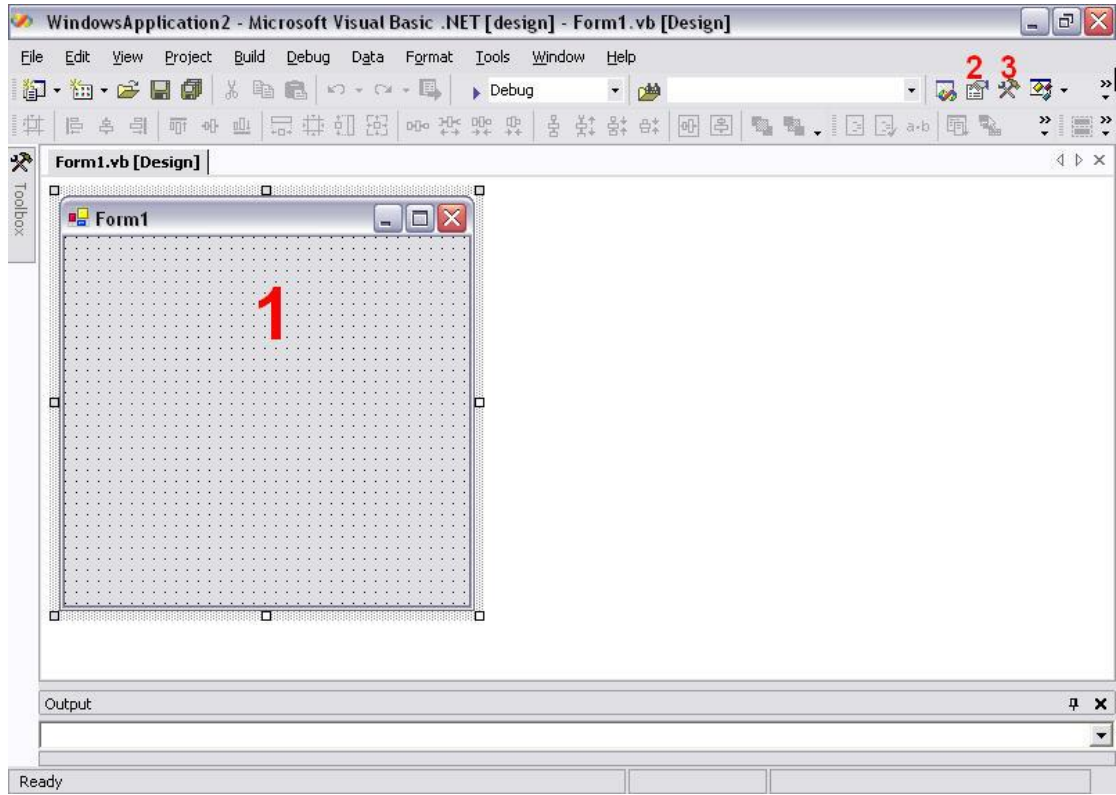 WindowsApplication2 - Microsoft Visual Basic .NET [design] - Form1.vb [Design]
File Edit View Project Build Debug Data Format Tools Window Help
2 3
Debug
Form1.vb [Design]
Toolbox
Form1
1
Output
Ready